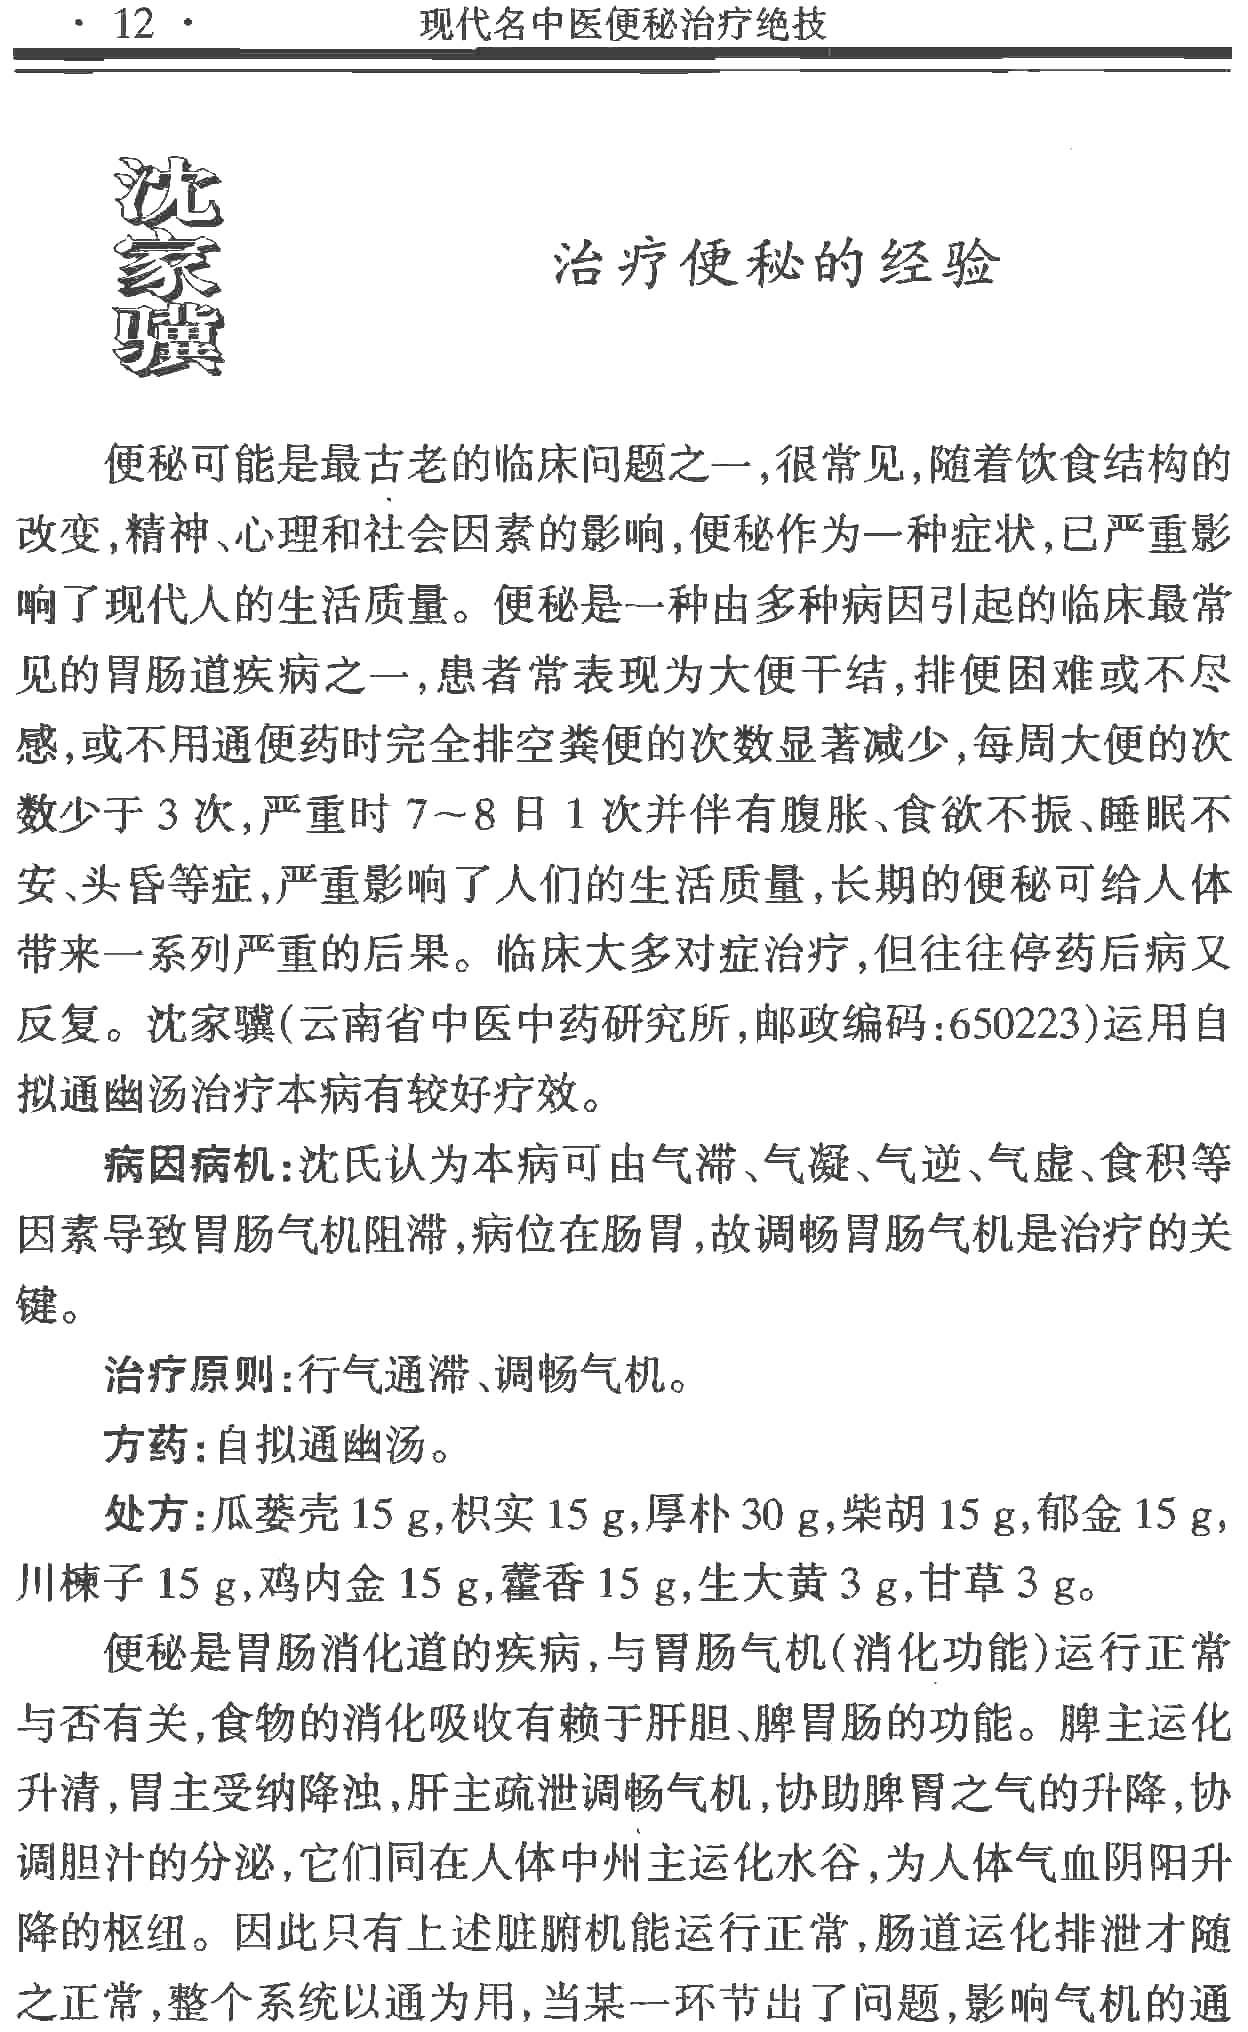 · 12 ·
现代名中医便秘治疗绝技
沈家骥
治疗便秘的经验
便秘可能是最古老的临床问题之一,很常见,随着饮食结构的
改变,精神、心理和社会因素的影响,便秘作为一种症状,已严重影
响了现代人的生活质量。便秘是一种由多种病因引起的临床最常
见的胃肠道疾病之一,患者常表现为大便干结,排便困难或不尽
感,或不用通便药时完全排空粪便的次数显著减少,每周大便的次
数少于 3 次,严重时 7～8 日 1 次并伴有腹胀、食欲不振、睡眠不
安、头昏等症,严重影响了人们的生活质量,长期的便秘可给人体
带来一系列严重的后果。临床大多对症治疗,但往往停药后病又
反复。沈家骥(云南省中医中药研究所,邮政编码:650223)运用自
拟通幽汤治疗本病有较好疗效。
病因病机:沈氏认为本病可由气滞、气凝、气逆、气虚、食积等
因素导致胃肠气机阻滞,病位在肠胃,故调畅胃肠气机是治疗的关
键。
治疗原则:行气通滞、调畅气机。
方药:自拟通幽汤。
处方:瓜蒌壳 15 g,枳实 15 g,厚朴 30 g,柴胡 15 g,郁金 15 g,
川楝子 15 g,鸡内金 15 g,藿香 15 g,生大黄 3 g,甘草 3 g。
便秘是胃肠消化道的疾病,与胃肠气机(消化功能)运行正常
与否有关,食物的消化吸收有赖于肝胆、脾胃肠的功能。脾主运化
升清,胃主受纳降浊,肝主疏泄调畅气机,协助脾胃之气的升降,协
调胆汁的分泌,它们同在人体中州主运化水谷,为人体气血阴阳升
降的枢纽。因此只有上述脏腑机能运行正常,肠道运化排泄才随
之正常,整个系统以通为用,当某一环节出了问题,影响气机的通